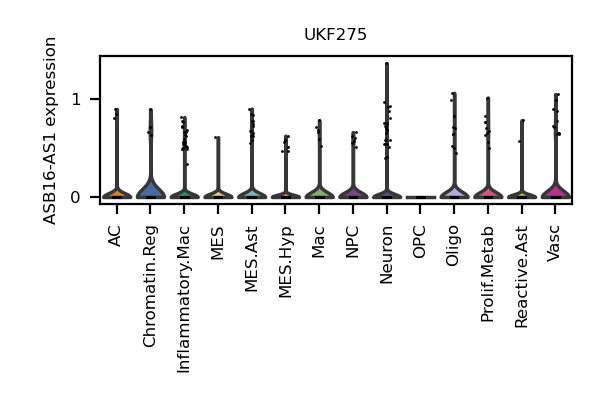 UKF275
ASB16-AS1 expression
1
0
AC
Chromatin.Reg
Inflammatory.Mac
MES
MES.Ast
MES.Hyp
Mac
NPC
Neuron
OPC
Oligo
Prolif.Metab
Reactive.Ast
Vasc